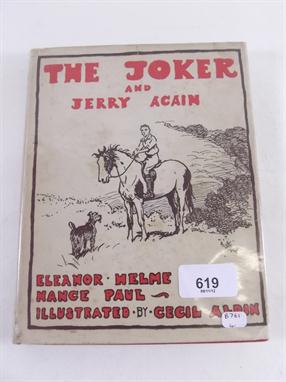 THE JOKER
AND
JERRY AGAIN
ELEANOR · HELME
NANCE PAUL
ILLUSTRATED · BY · CECIL ALDIN
619